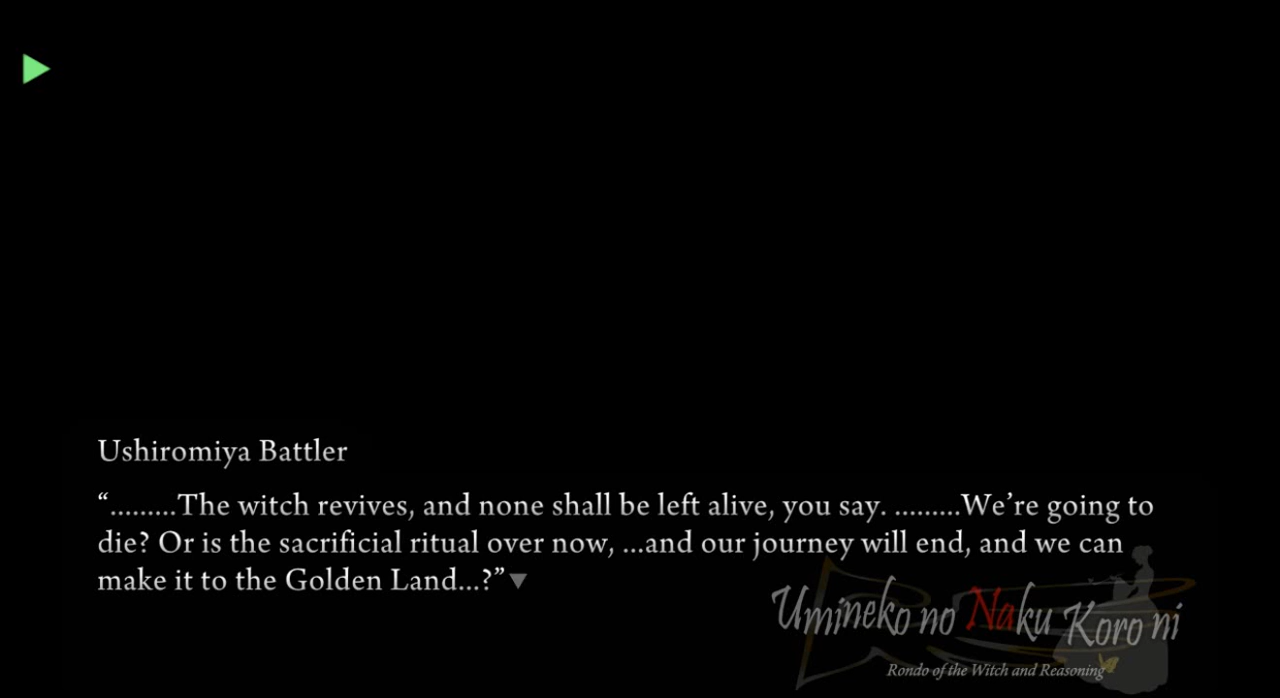 Ushiromiya Battler
“.........The witch revives, and none shall be left alive, you say. .........We’re going to
die? Or is the sacrificial ritual over now, ...and our journey will end, and we can
make it to the Golden Land...?”
Umineko no Naku Koro ni
Rondo of the Witch and Reasoning